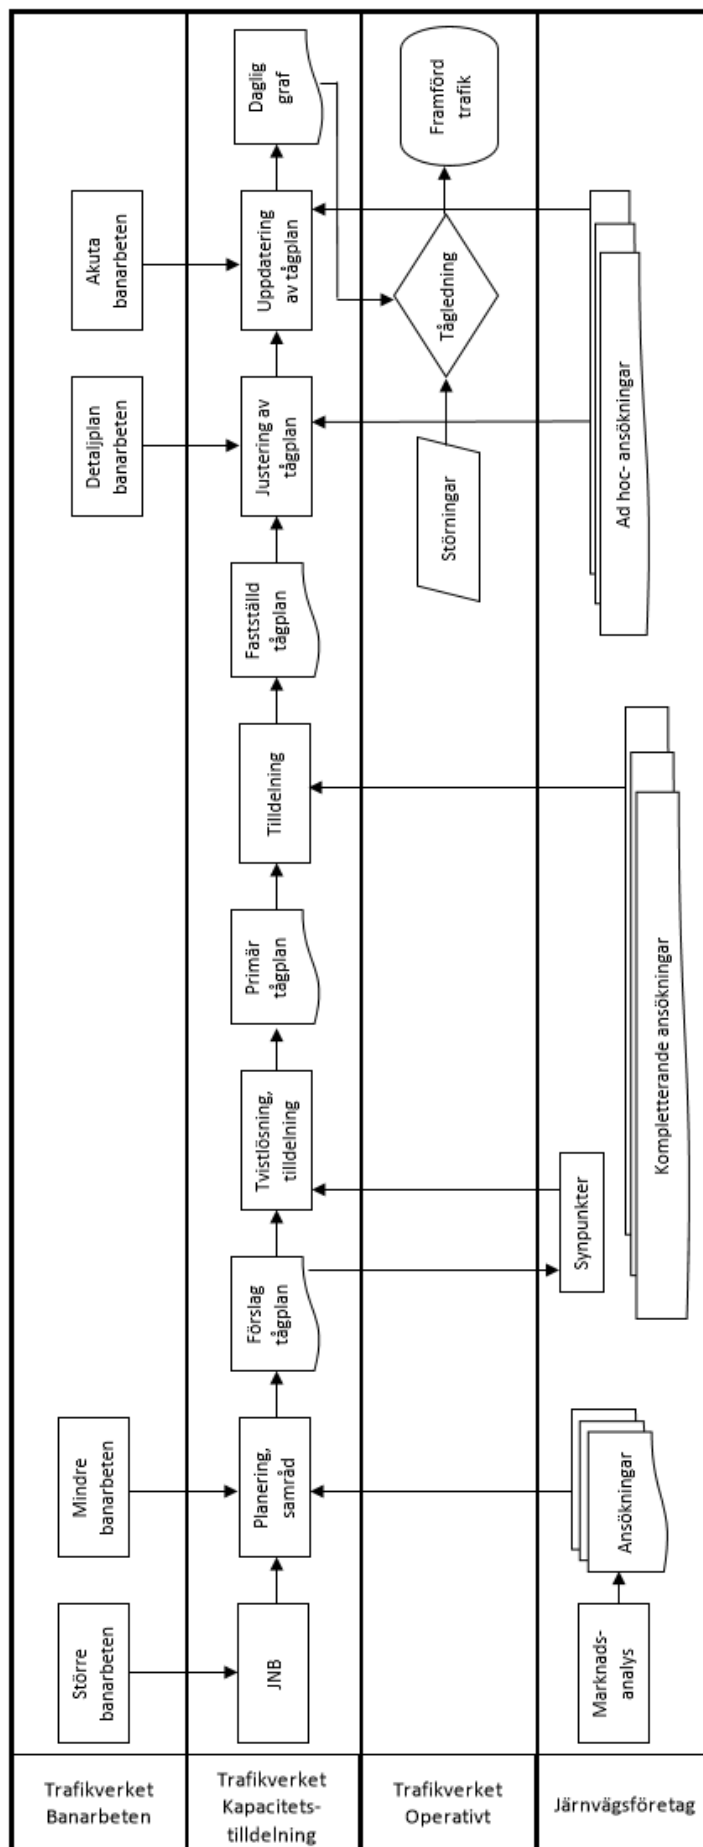 Trafikverket
Banarbeten
Större
banarbeten
Mindre
banarbeten
Detaljplan
banarbeten
Akuta
banarbeten
Trafikverket
Kapacitets-
tilldelning
JNB
Planering,
samråd
Förslag
tågplan
Tvistlösning,
tilldelning
Primär
tågplan
Tilldelning
Fastställd
tågplan
Justering av
tågplan
Uppdatering
av tågplan
Daglig
graf
Trafikverket
Operativt
Störningar
Tågledning
Framförd
trafik
Järnvägsföretag
Marknads-
analys
Ansökningar
Synpunkter
Kompletterande ansökningar
Ad hoc- ansökningar